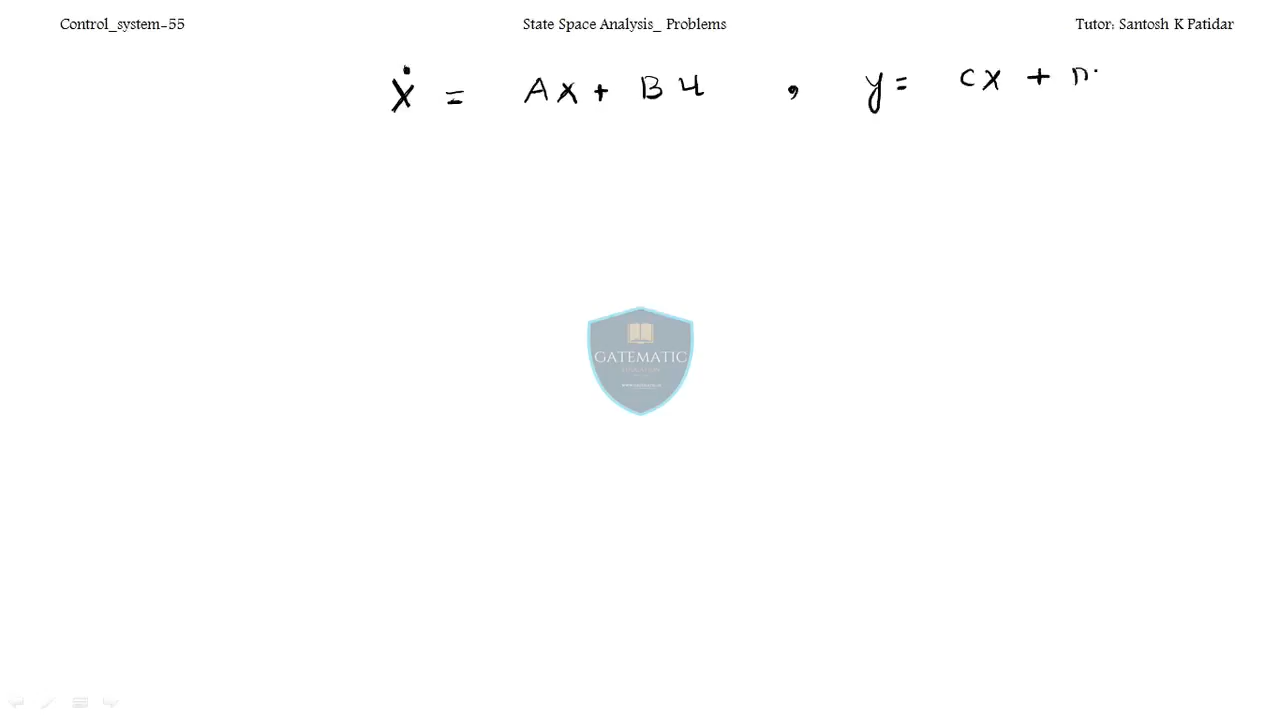 Control_system-55 State Space Analysis_ Problems Tutor: Santosh K Patidar
Ẋ = AX + BU , y = CX +
GATEMATIC